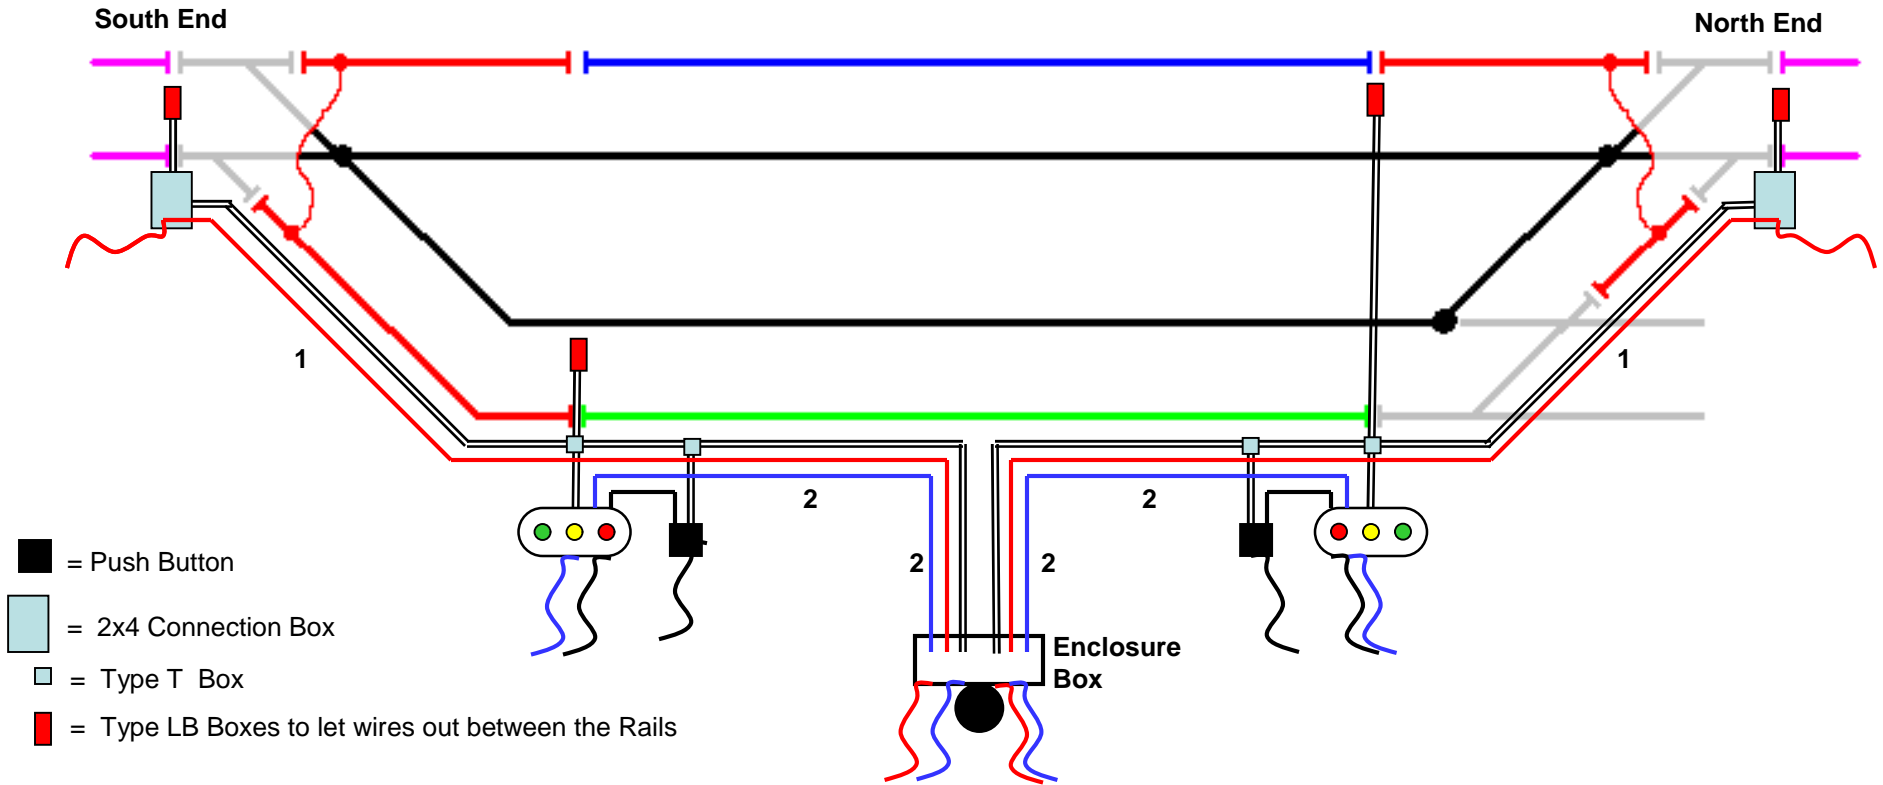 South End
North End
1
1
2
2
2
2
= Push Button
= 2x4 Connection Box
= Type T Box
= Type LB Boxes to let wires out between the Rails
Enclosure
Box